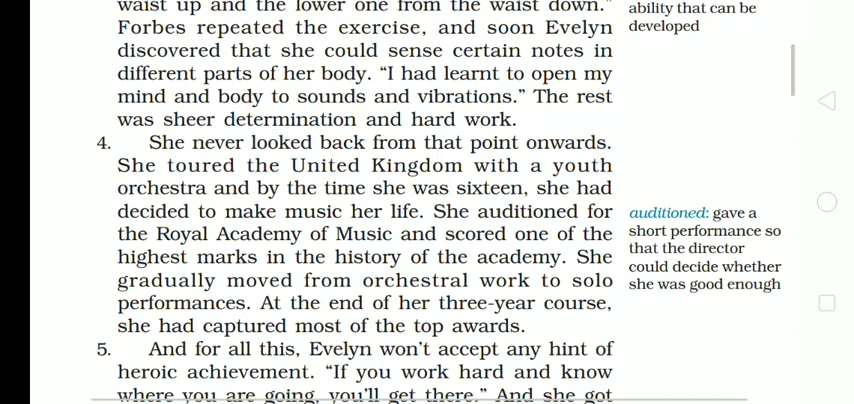 waist up and the lower one from the waist down."
Forbes repeated the exercise, and soon Evelyn
discovered that she could sense certain notes in
different parts of her body. “I had learnt to open my
mind and body to sounds and vibrations.” The rest
was sheer determination and hard work.
4. She never looked back from that point onwards.
She toured the United Kingdom with a youth
orchestra and by the time she was sixteen, she had
decided to make music her life. She auditioned for
the Royal Academy of Music and scored one of the
highest marks in the history of the academy. She
gradually moved from orchestral work to solo
performances. At the end of her three-year course,
she had captured most of the top awards.
5. And for all this, Evelyn won’t accept any hint of
heroic achievement. “If you work hard and know
where you are going, you’ll get there.” And she got
ability that can be
developed
auditioned: gave a
short performance so
that the director
could decide whether
she was good enough